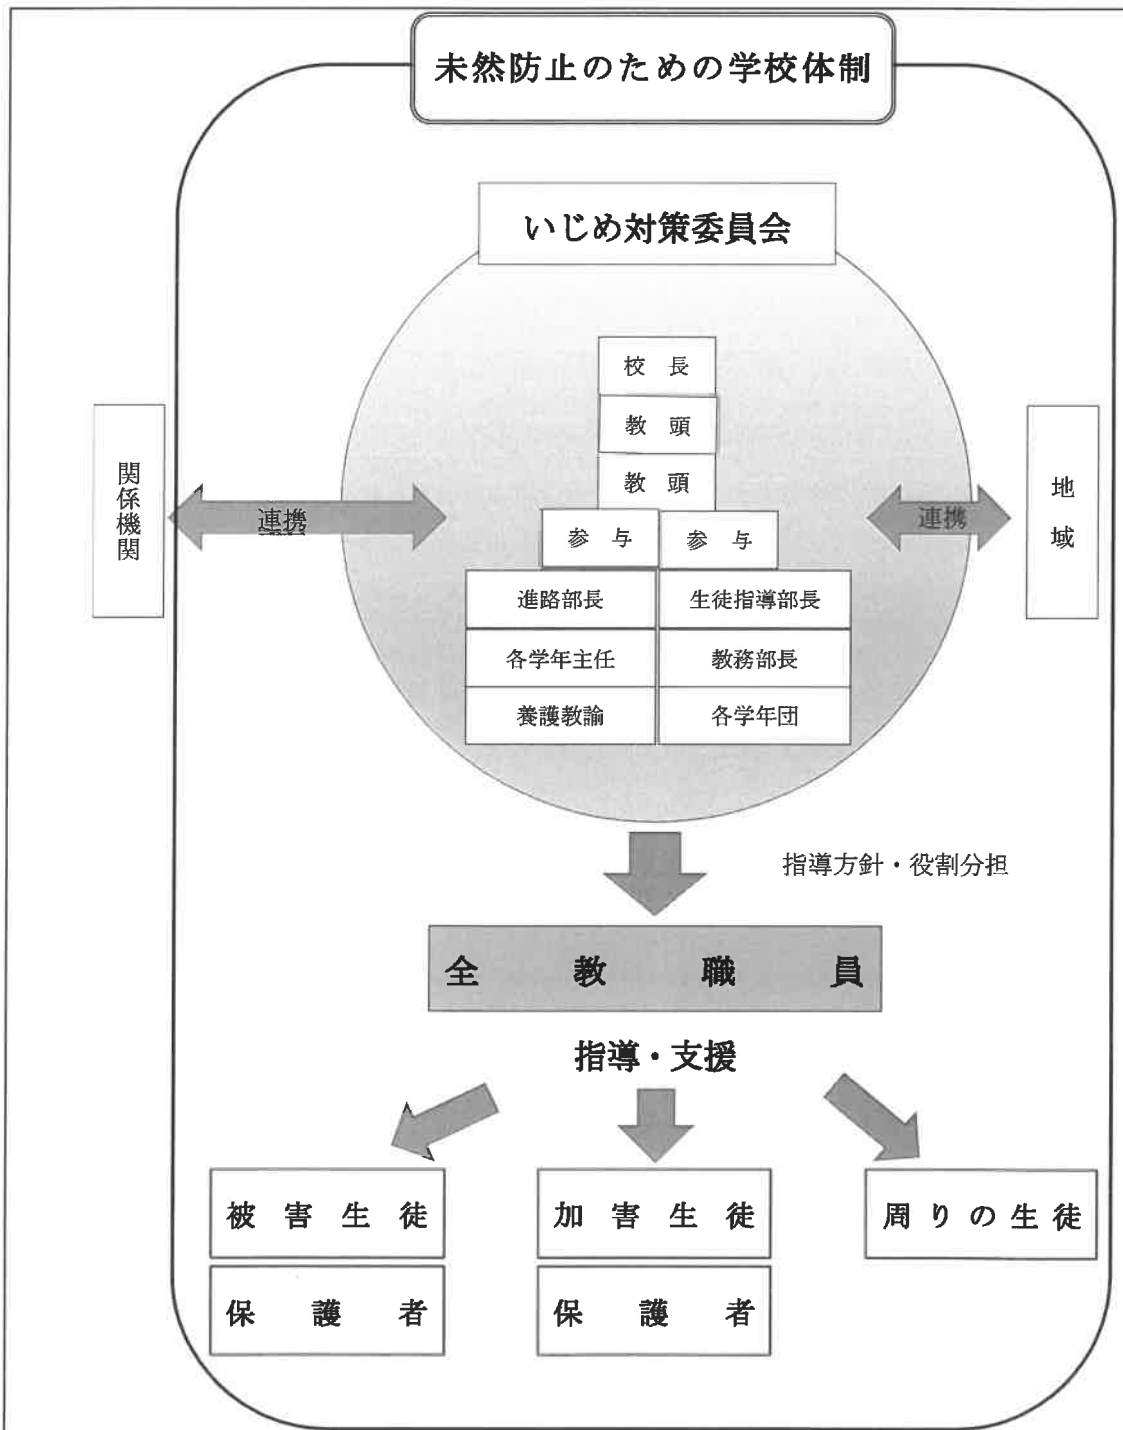 未然防止のための学校体制
いじめ対策委員会
校長
教頭
教頭
参与 参与
進路部長 生徒指導部長
各学年主任 教務部長
養護教諭 各学年団
関係機関
連携
連携
地域
指導方針・役割分担
全教職員
指導・支援
被害生徒 加害生徒 周りの生徒
保護者 保護者